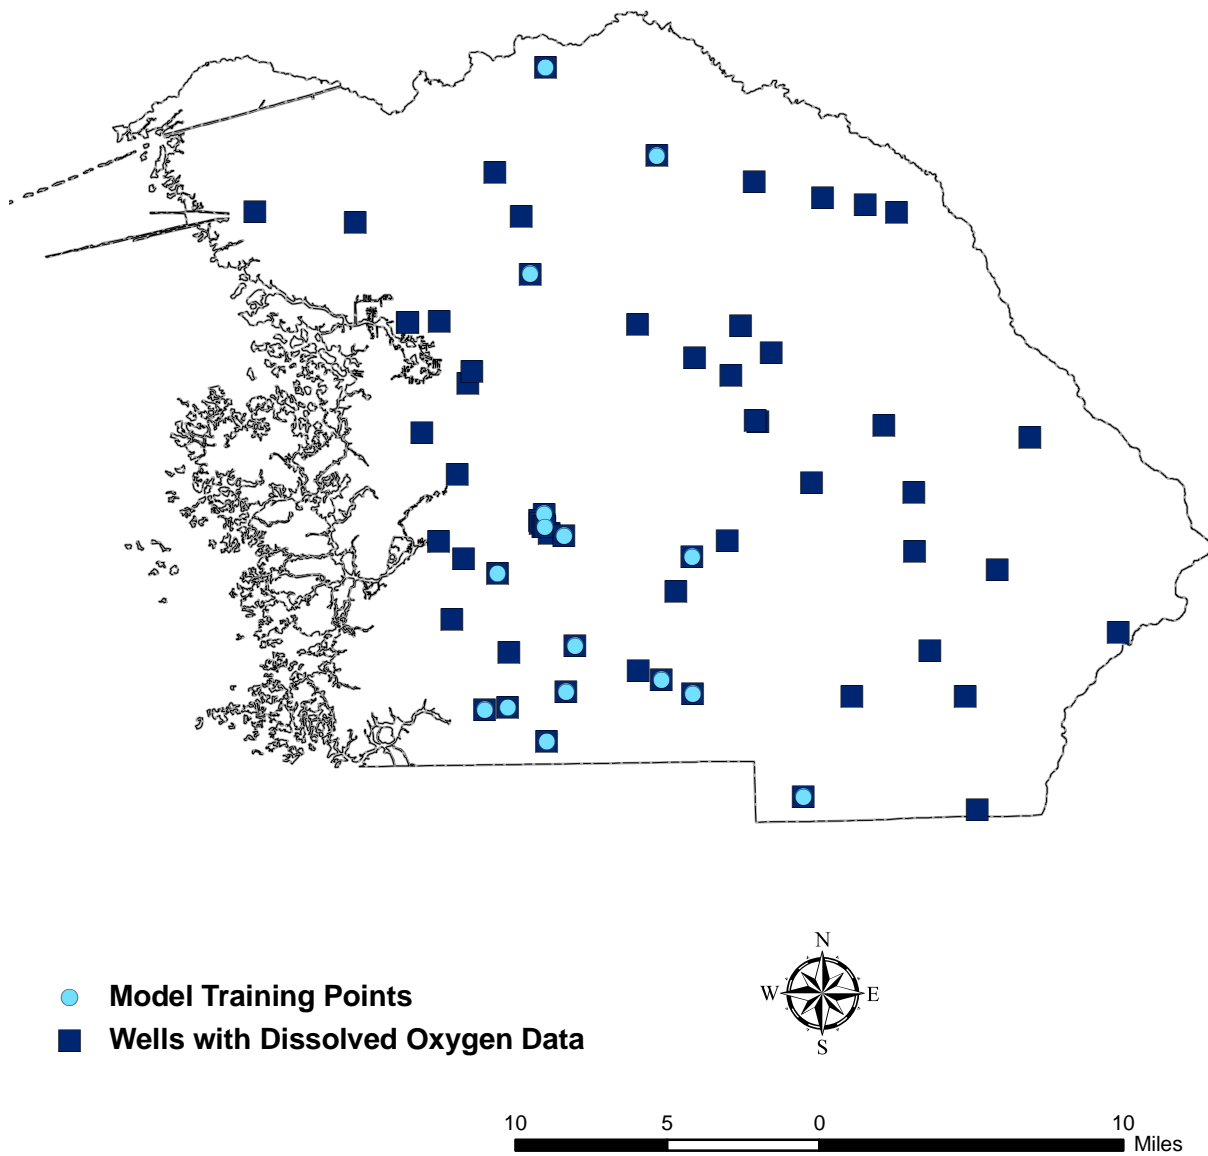 N
W E
S
Model Training Points
Wells with Dissolved Oxygen Data
10 5 0 10
Miles